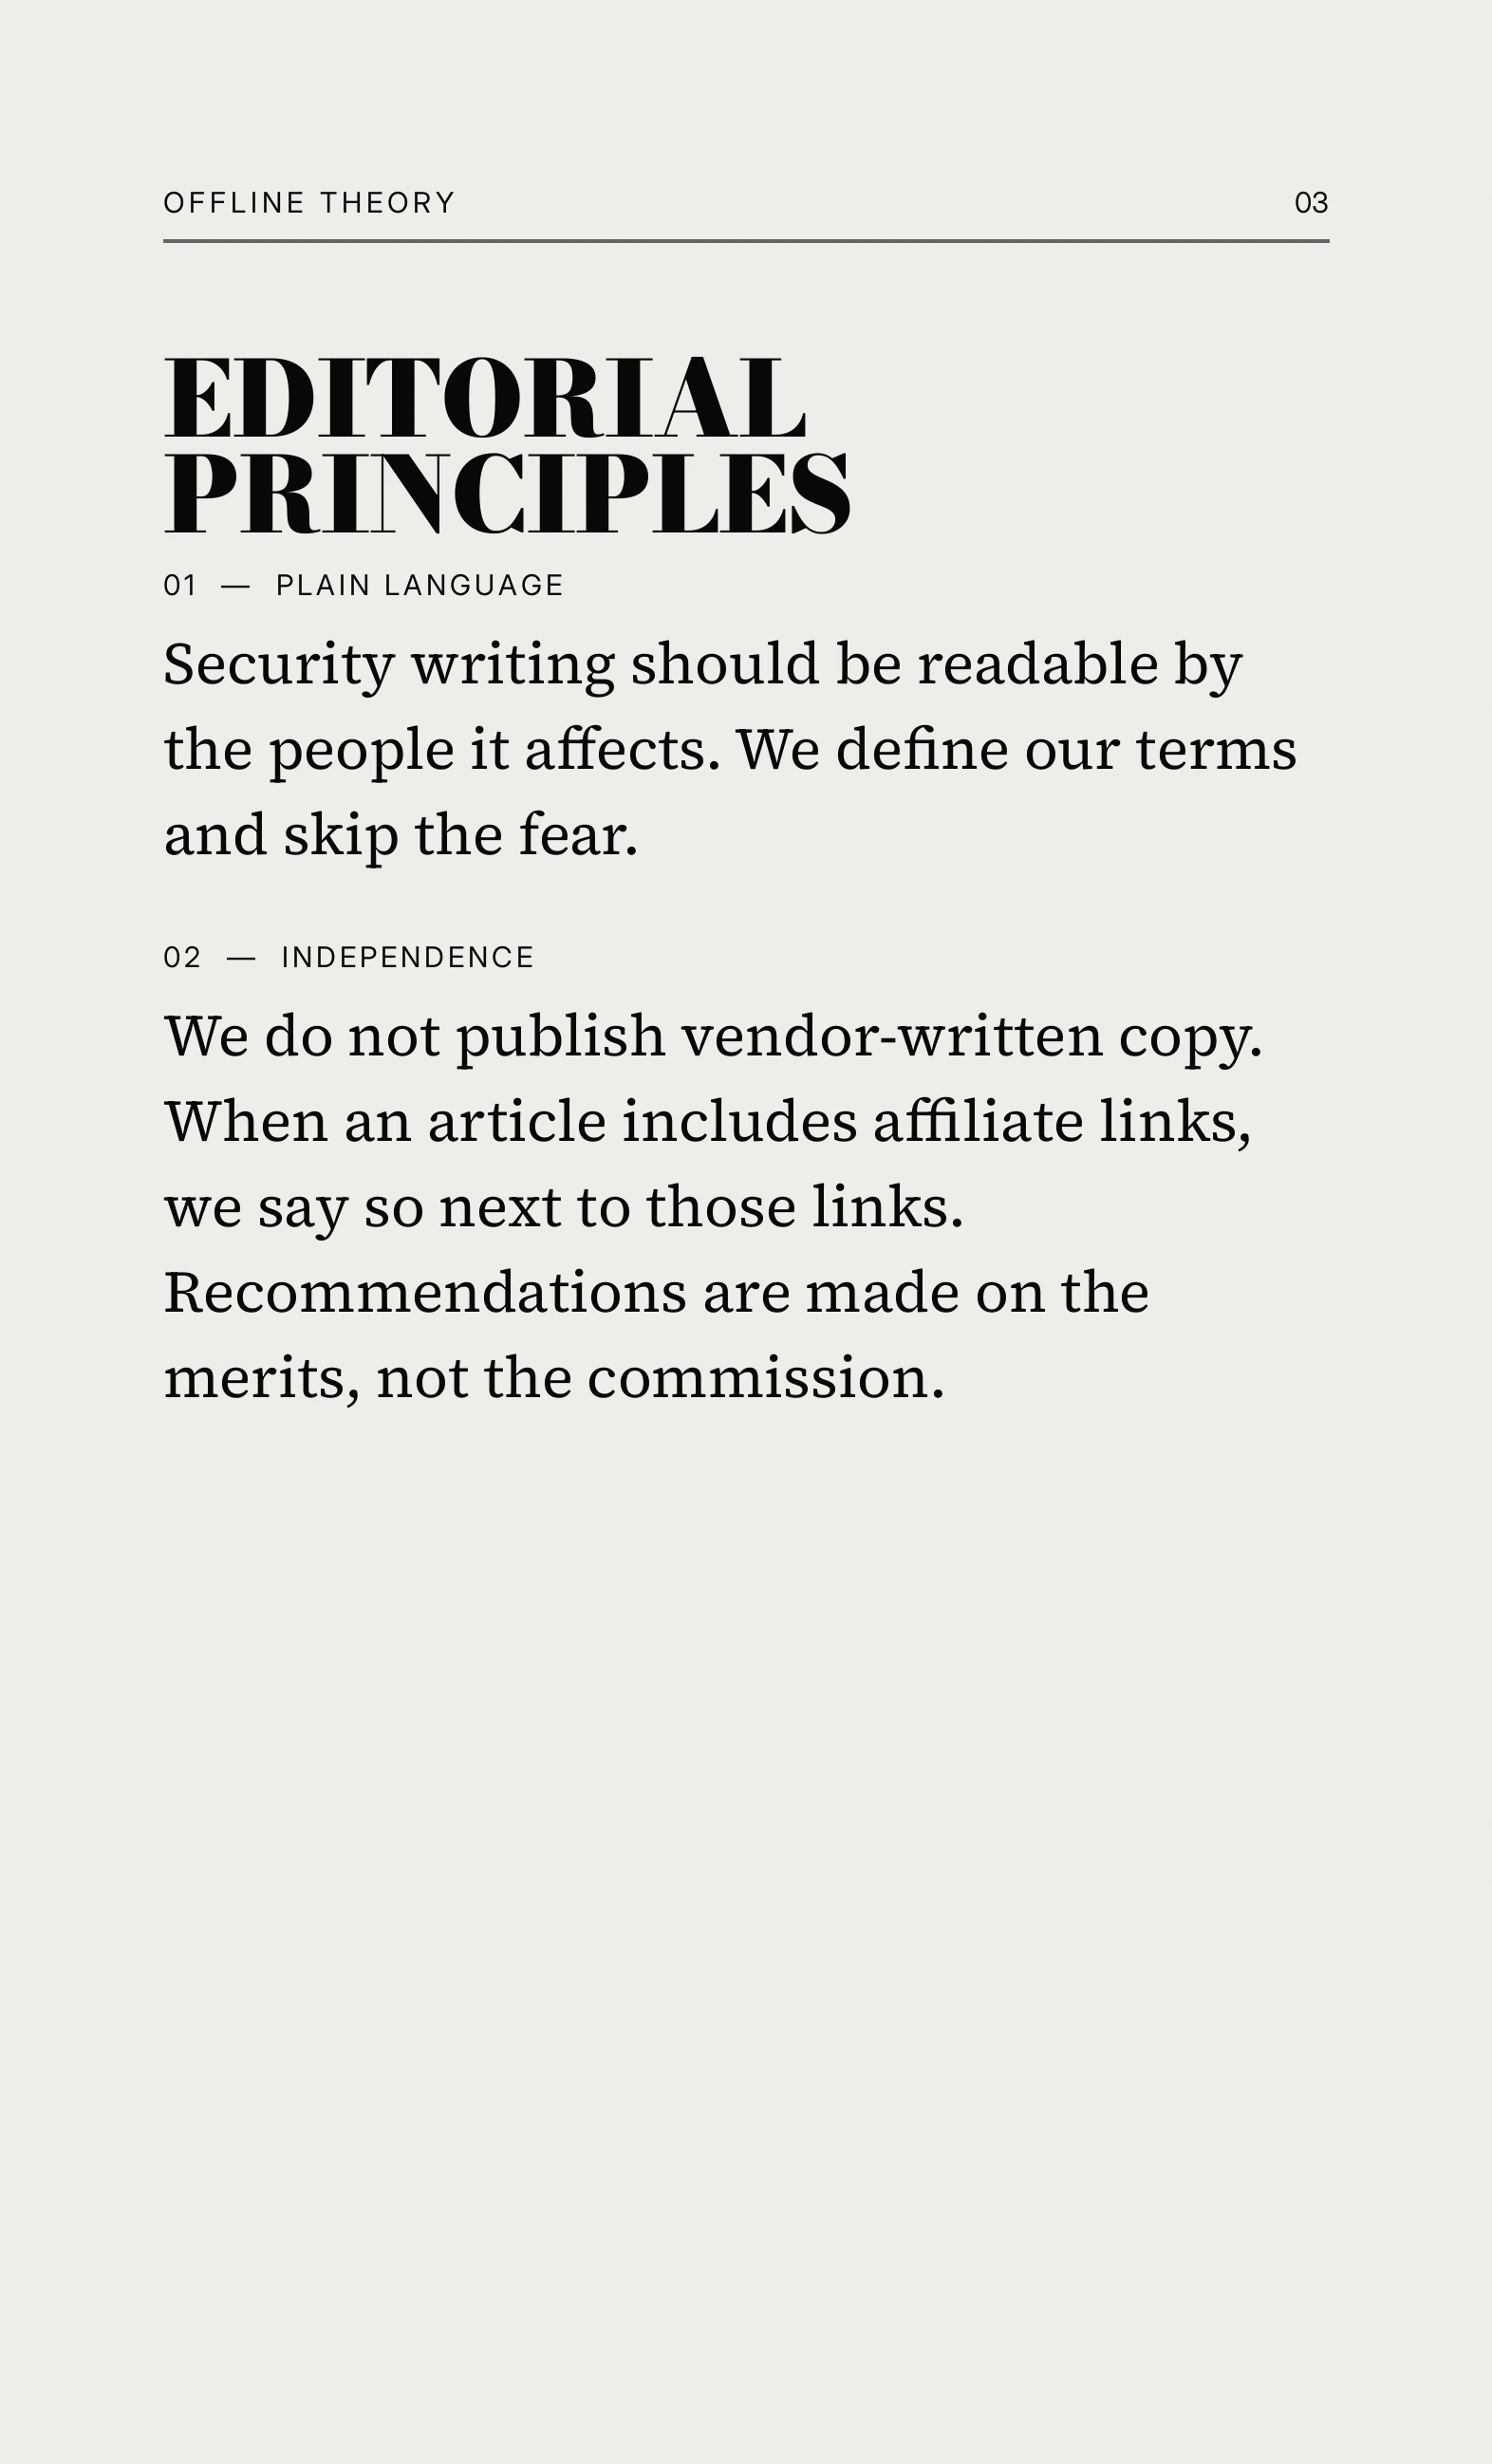 OFFLINE THEORY 03
EDITORIAL
PRINCIPLES
01 — PLAIN LANGUAGE
Security writing should be readable by
the people it affects. We define our terms
and skip the fear.
02 — INDEPENDENCE
We do not publish vendor-written copy.
When an article includes affiliate links,
we say so next to those links.
Recommendations are made on the
merits, not the commission.